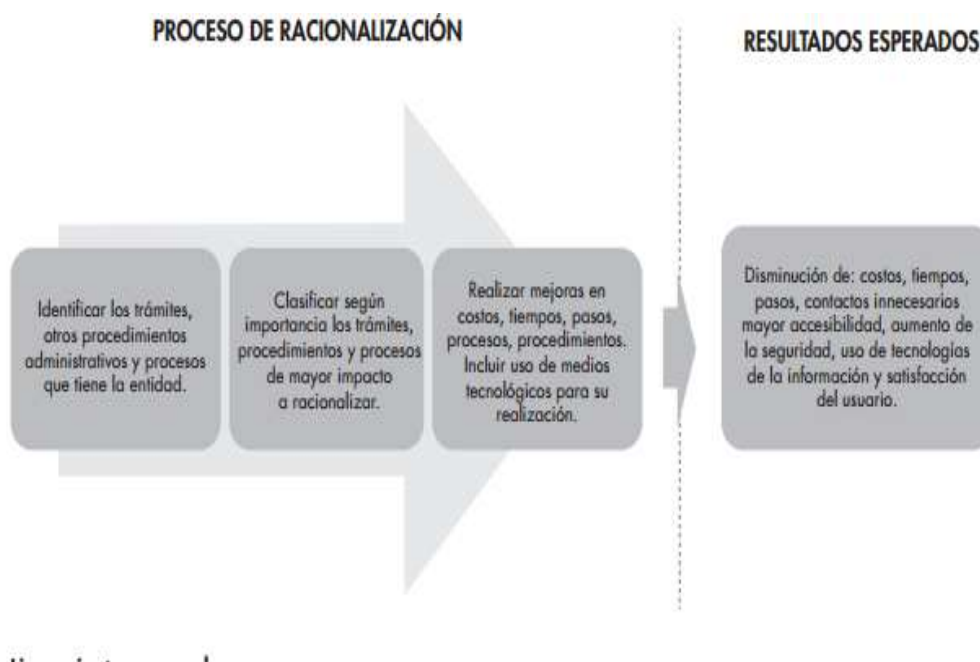 PROCESO DE RACIONALIZACIÓN
RESULTADOS ESPERADOS
Identificar los trámites,
otros procedimientos
administrativos y procesos
que tiene la entidad.
Clasificar según
importancia los trámites,
procedimientos y procesos
de mayor impacto
a racionalizar.
Realizar mejoras en
costos, tiempos, pasos,
procesos, procedimientos.
Incluir uso de medios
tecnológicos para su
realización.
Disminución de: costos, tiempos,
pasos, contactos innecesarios
mayor accesibilidad, aumento de
la seguridad, uso de tecnologías
de la información y satisfacción
del usuario.